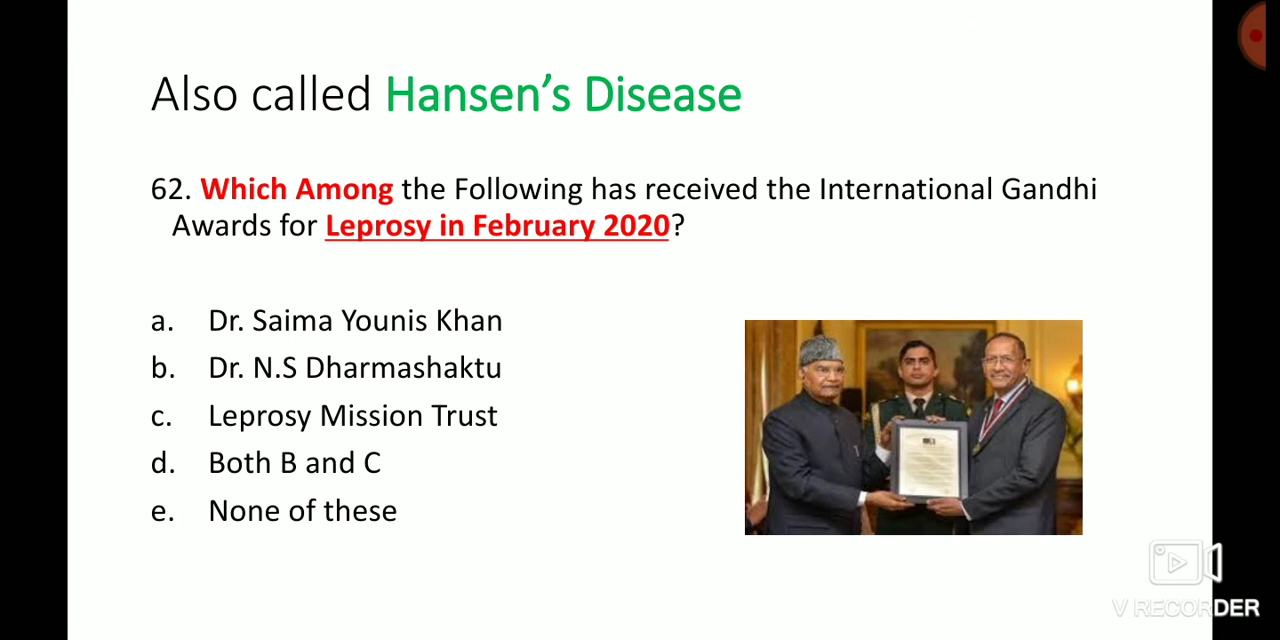 Also called Hansen's Disease
62. Which Among the Following has received the International Gandhi
Awards for Leprosy in February 2020?
a. Dr. Saima Younis Khan
b. Dr. N.S Dharmashaktu
c. Leprosy Mission Trust
d. Both B and C
e. None of these
V RECORDER